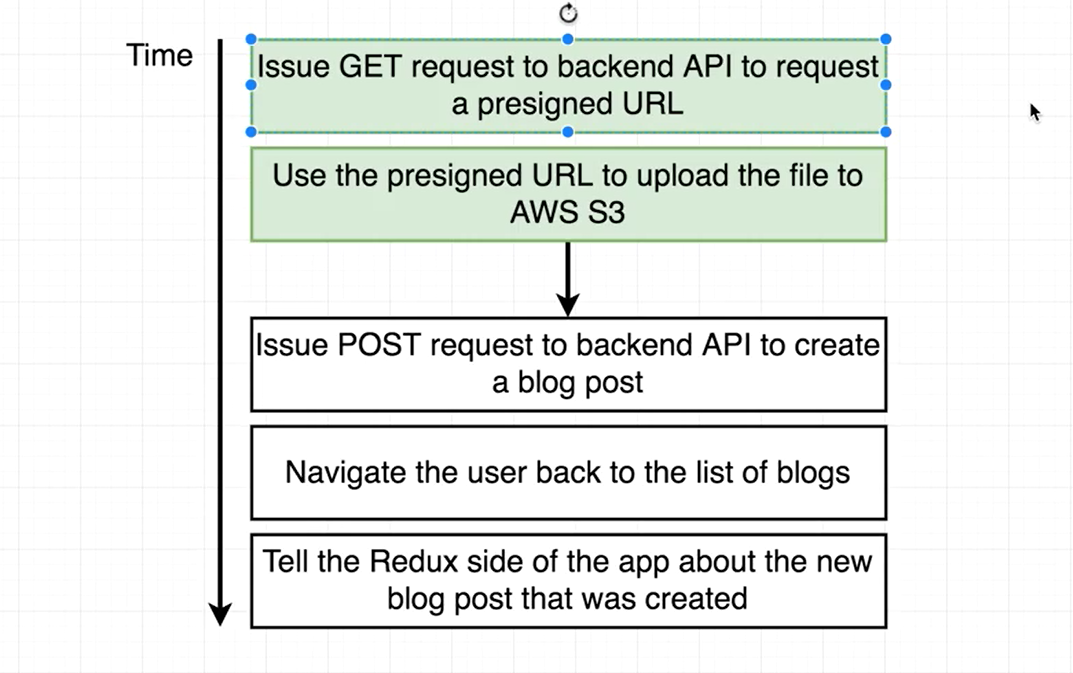 Time
Issue GET request to backend API to request
a presigned URL
Use the presigned URL to upload the file to
AWS S3
Issue POST request to backend API to create
a blog post
Navigate the user back to the list of blogs
Tell the Redux side of the app about the new
blog post that was created